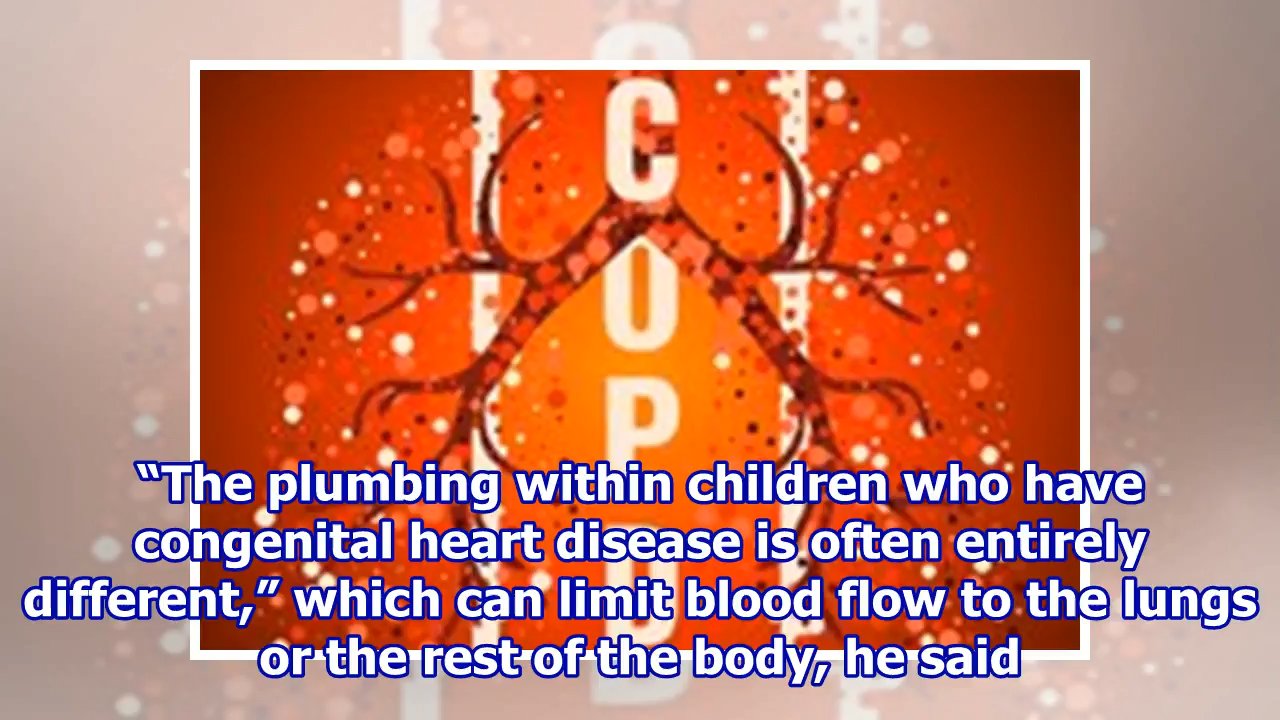 C
O
P
D
“The plumbing within children who have
congenital heart disease is often entirely
different,” which can limit blood flow to the lungs
or the rest of the body, he said